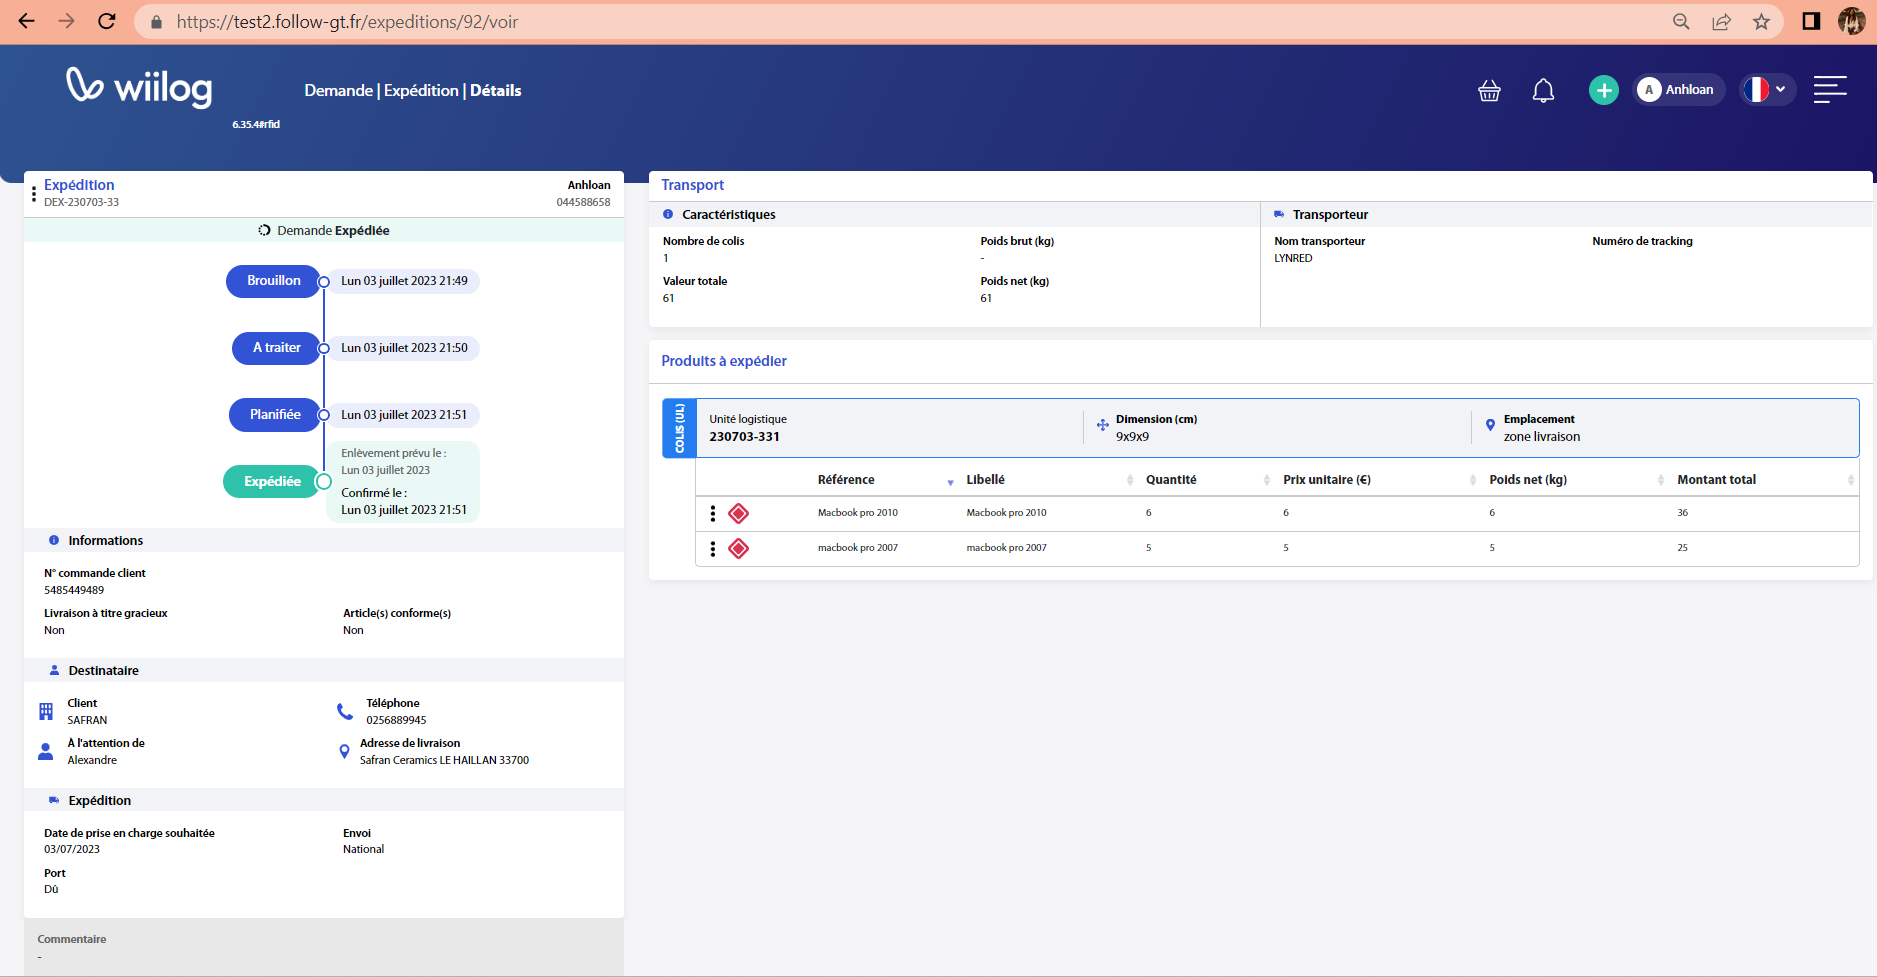 https://test2.follow-gt.fr/expeditions/92/voir
wiilog
6.35.4#rfid
Demande | Expédition | Détails
A Anhloan
Expédition
DEX-230703-33
Anhloan
044588658
Demande Expédiée
Brouillon Lun 03 juillet 2023 21:49
A traiter Lun 03 juillet 2023 21:50
Planifiée Lun 03 juillet 2023 21:51
Expédiée
Enlèvement prévu le :
Lun 03 juillet 2023
Confirmé le :
Lun 03 juillet 2023 21:51
Informations
N° commande client
5485449489
Livraison à titre gracieux
Non
Article(s) conforme(s)
Non
Destinataire
Client
SAFRAN
Téléphone
0256889945
À l'attention de
Alexandre
Adresse de livraison
Safran Ceramics LE HAILLAN 33700
Expédition
Date de prise en charge souhaitée
03/07/2023
Envoi
National
Port
Dû
Commentaire
-
Transport
Caractéristiques
Nombre de colis
1
Poids brut (kg)
-
Valeur totale
61
Poids net (kg)
61
Transporteur
Nom transporteur
LYNRED
Numéro de tracking
Produits à expédier
COLIS (UL)
Unité logistique
230703-331
Dimension (cm)
9x9x9
Emplacement
zone livraison
Référence Libellé Quantité Prix unitaire (€) Poids net (kg) Montant total
Macbook pro 2010 Macbook pro 2010 6 6 6 36
macbook pro 2007 macbook pro 2007 5 5 5 25